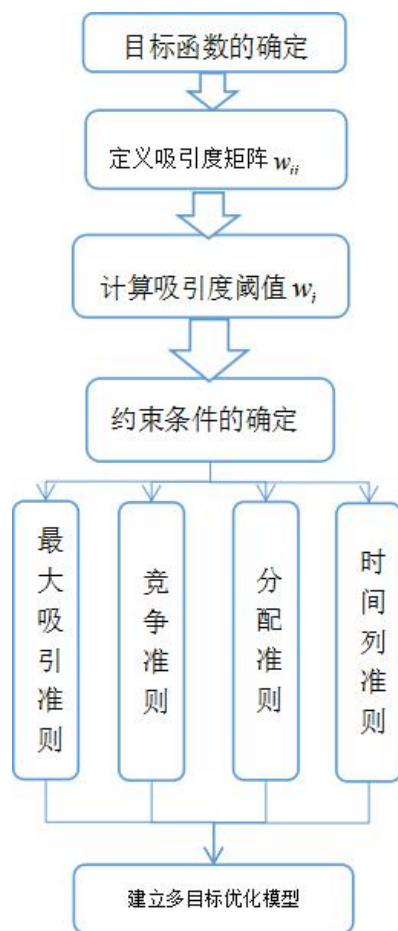 目标函数的确定
定义吸引度矩阵 w_ii
计算吸引度阈值 w_i
约束条件的确定
最大吸引准则
竞争准则
分配准则
时间列准则
建立多目标优化模型